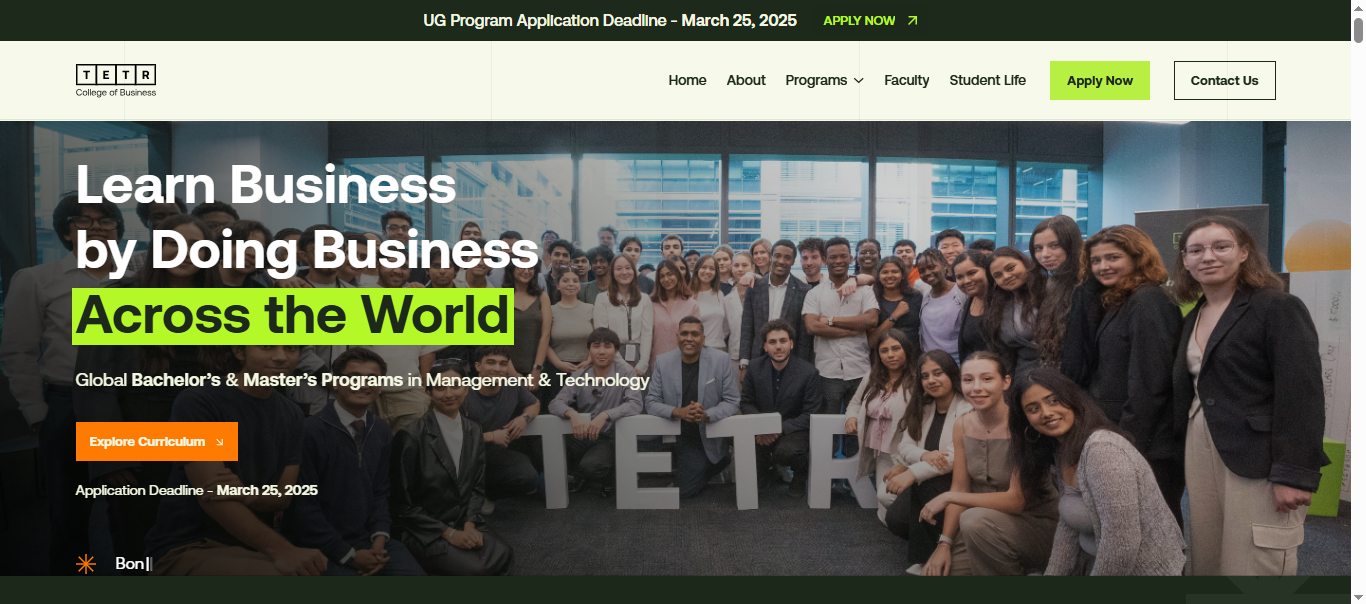 UG Program Application Deadline - March 25, 2025 APPLY NOW
TETR
College of Business
Home About Programs Faculty Student Life Apply Now Contact Us
Learn Business
by Doing Business
Across the World
Global Bachelor’s & Master’s Programs in Management & Technology
Explore Curriculum
Application Deadline - March 25, 2025
Bon
TETR